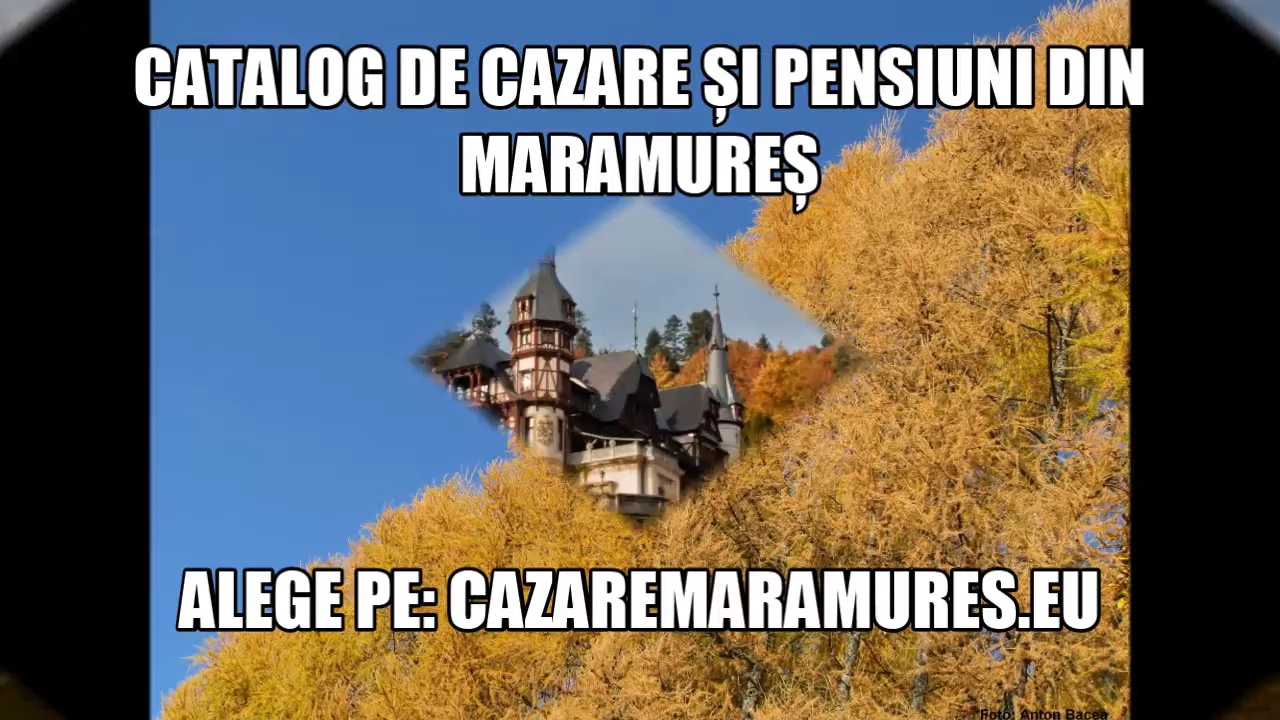 CATALOG DE CAZARE ȘI PENSIUNI DIN
MARAMUREȘ
ALEGE PE: CAZAREMARAMURES.EU
Foto: Anton Bacea